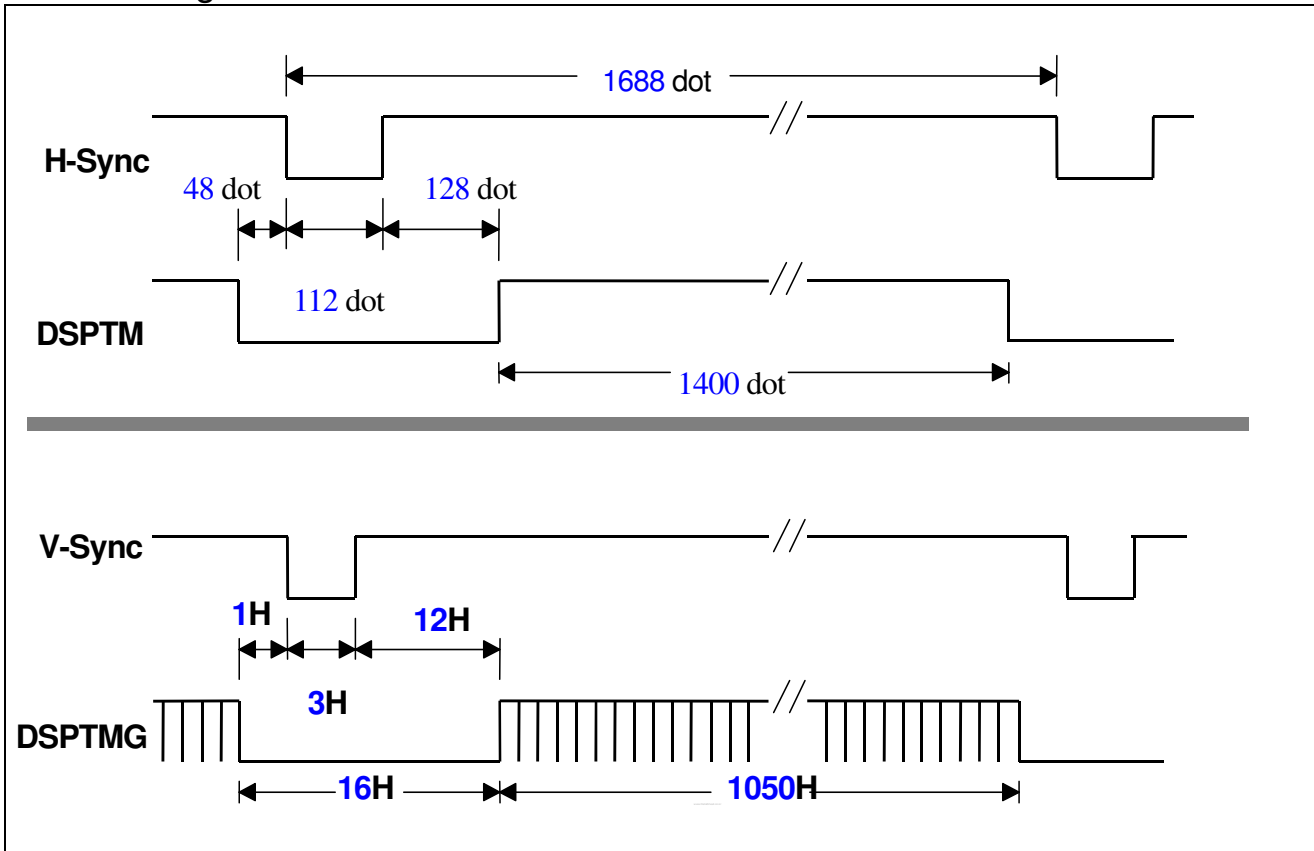 1688 dot
H-Sync
48 dot
128 dot
112 dot
DSPTM
1400 dot
V-Sync
1H
12H
3H
DSPTMG
16H
1050H